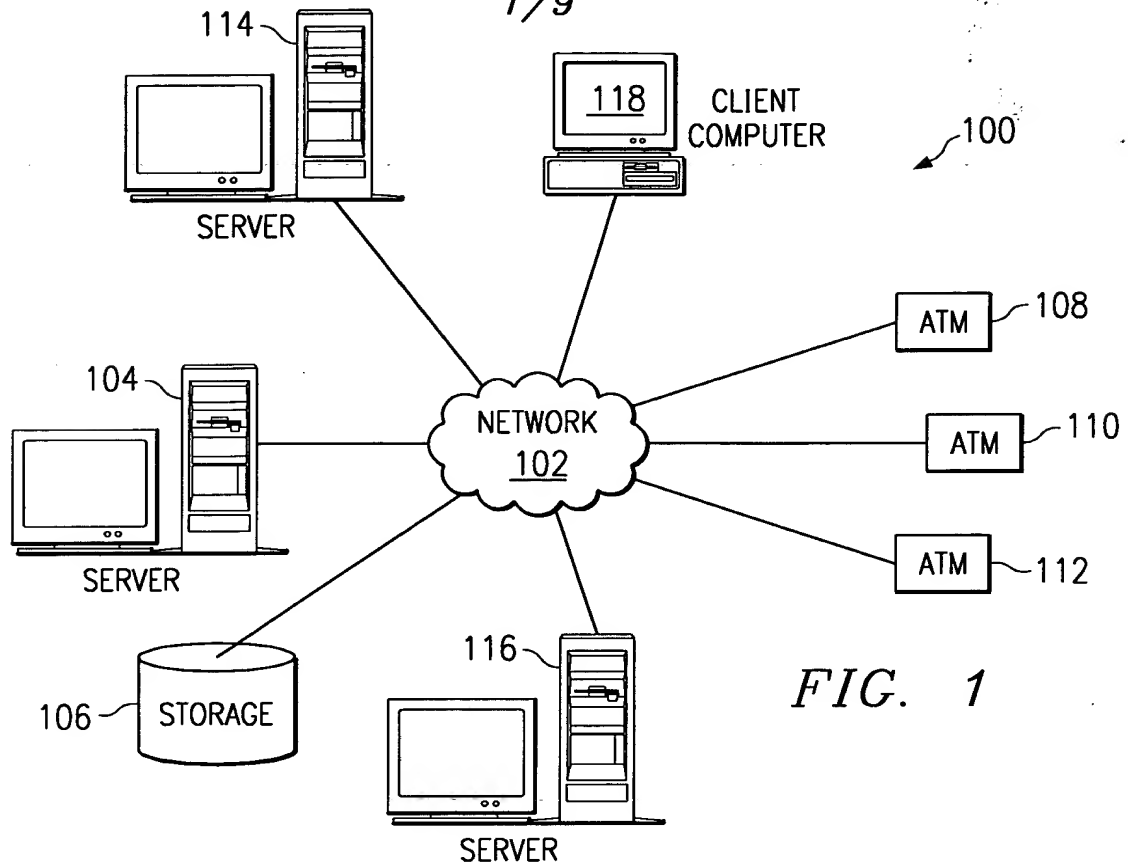 1/9
114
118
CLIENT
COMPUTER
100
SERVER
108
ATM
104
NETWORK
102
ATM
110
SERVER
ATM
112
116
106
STORAGE
FIG. 1
SERVER